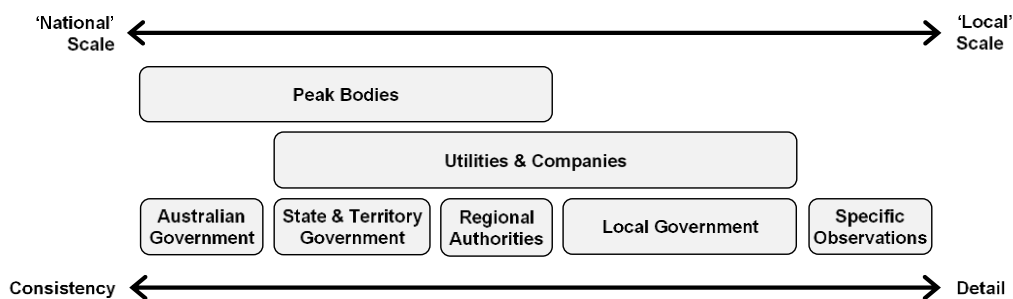 ‘National’ Scale
‘Local’ Scale
Peak Bodies
Utilities & Companies
Australian Government
State & Territory Government
Regional Authorities
Local Government
Specific Observations
Consistency
Detail